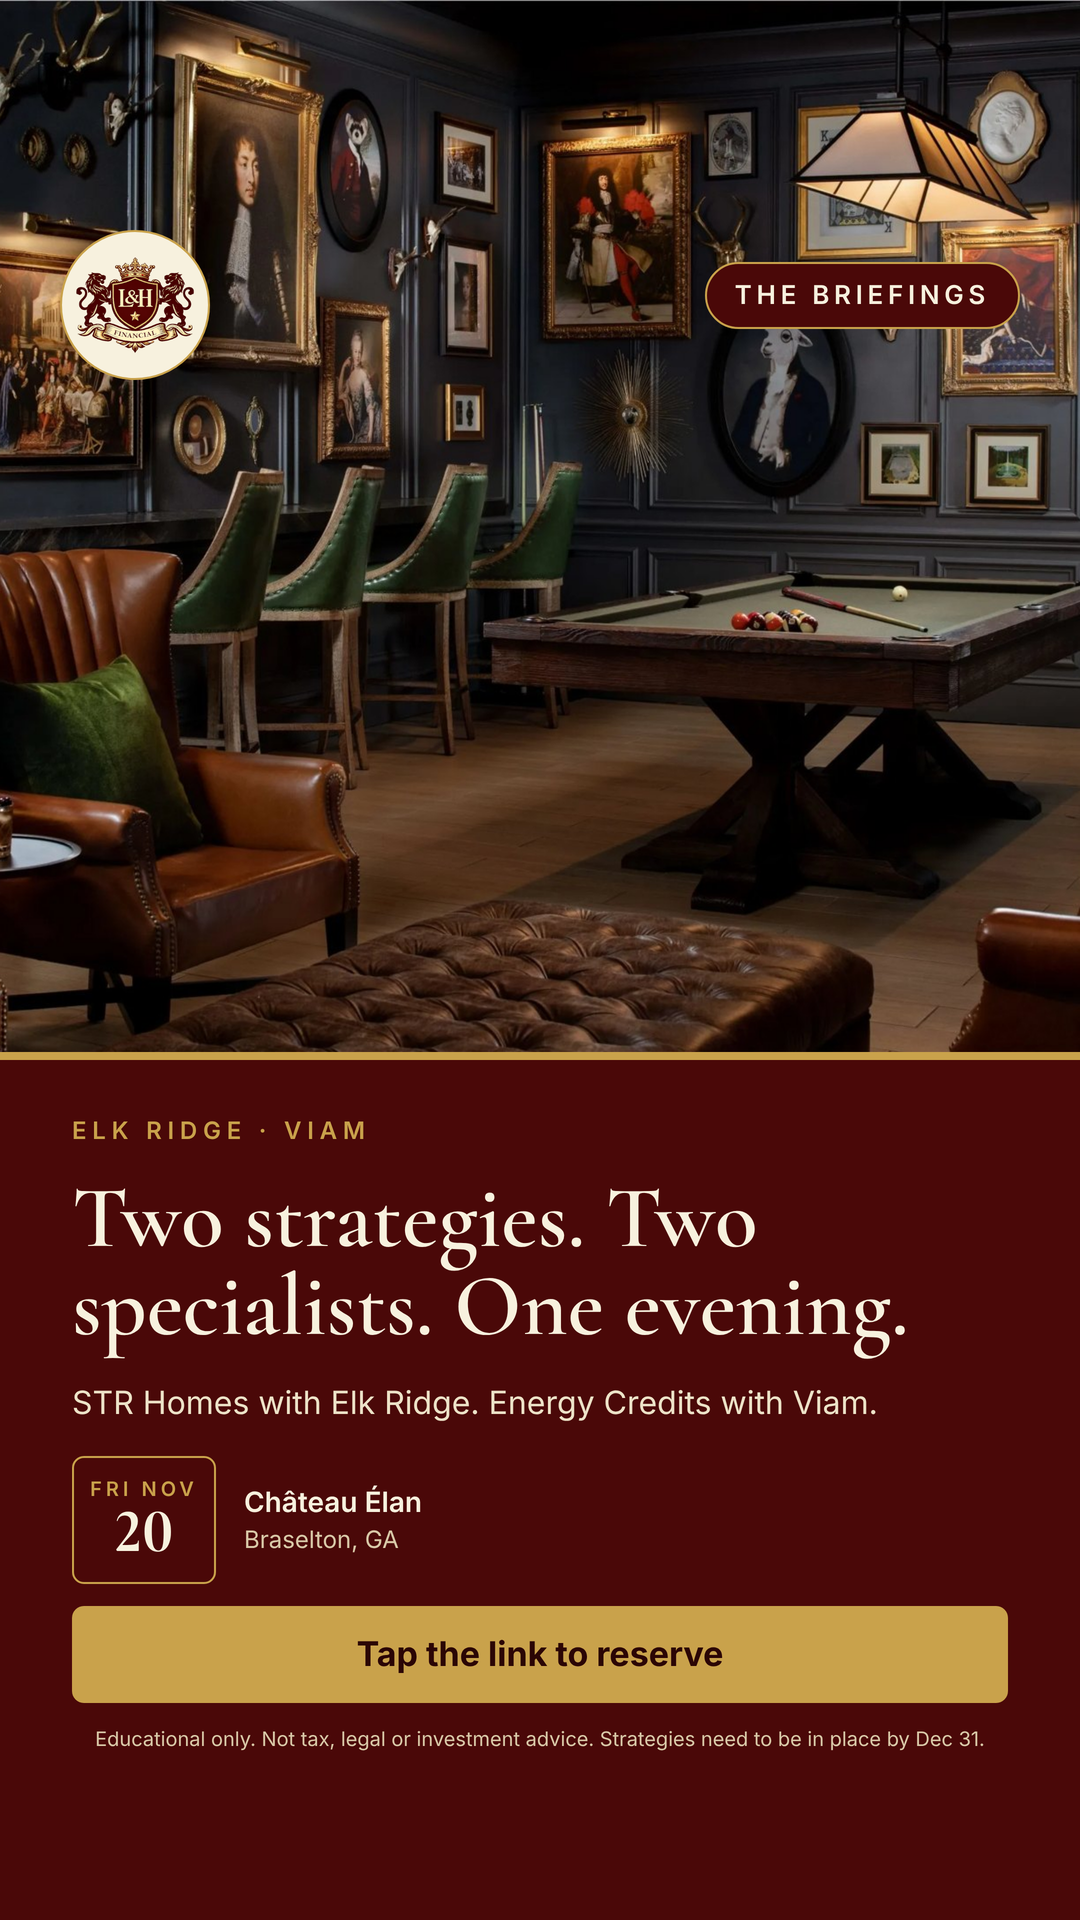 L&H
FINANCIAL
THE BRIEFINGS
ELK RIDGE · VIAM
Two strategies. Two
specialists. One evening.
STR Homes with Elk Ridge. Energy Credits with Viam.
FRI NOV
20
Château Élan
Braselton, GA
Tap the link to reserve
Educational only. Not tax, legal or investment advice. Strategies need to be in place by Dec 31.